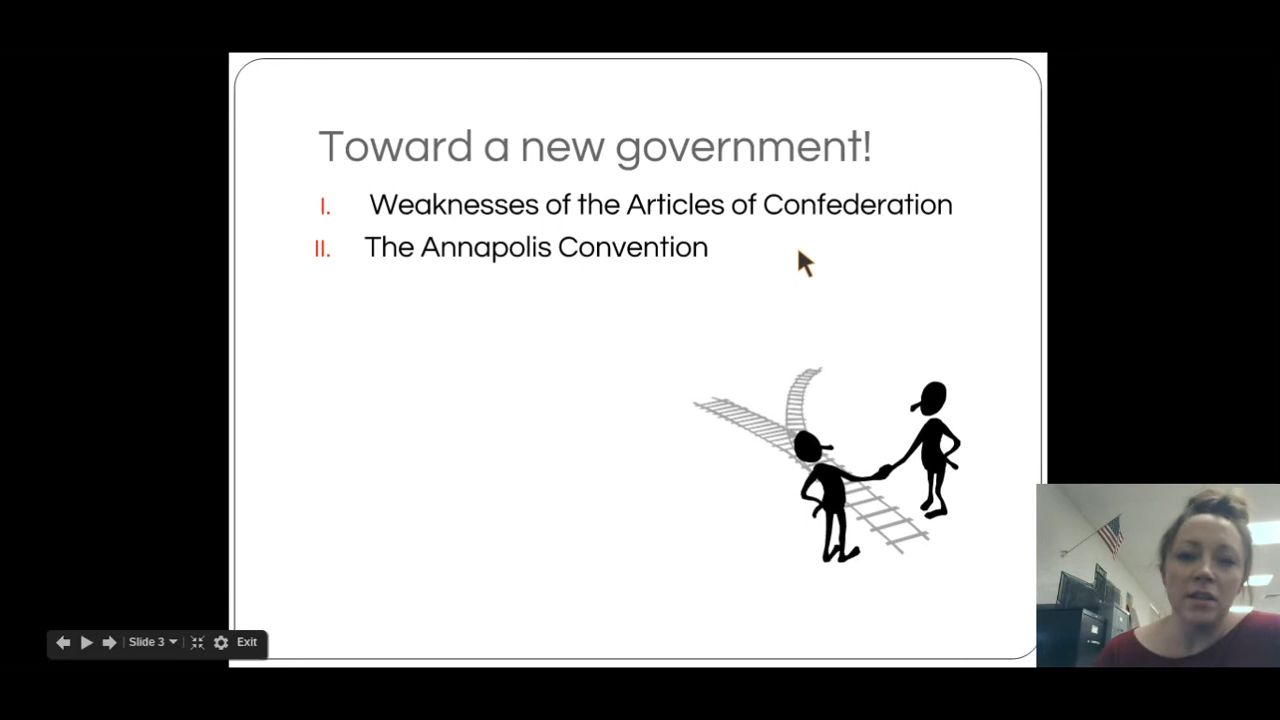 Toward a new government!
I. Weaknesses of the Articles of Confederation
II. The Annapolis Convention
Slide 3
Exit